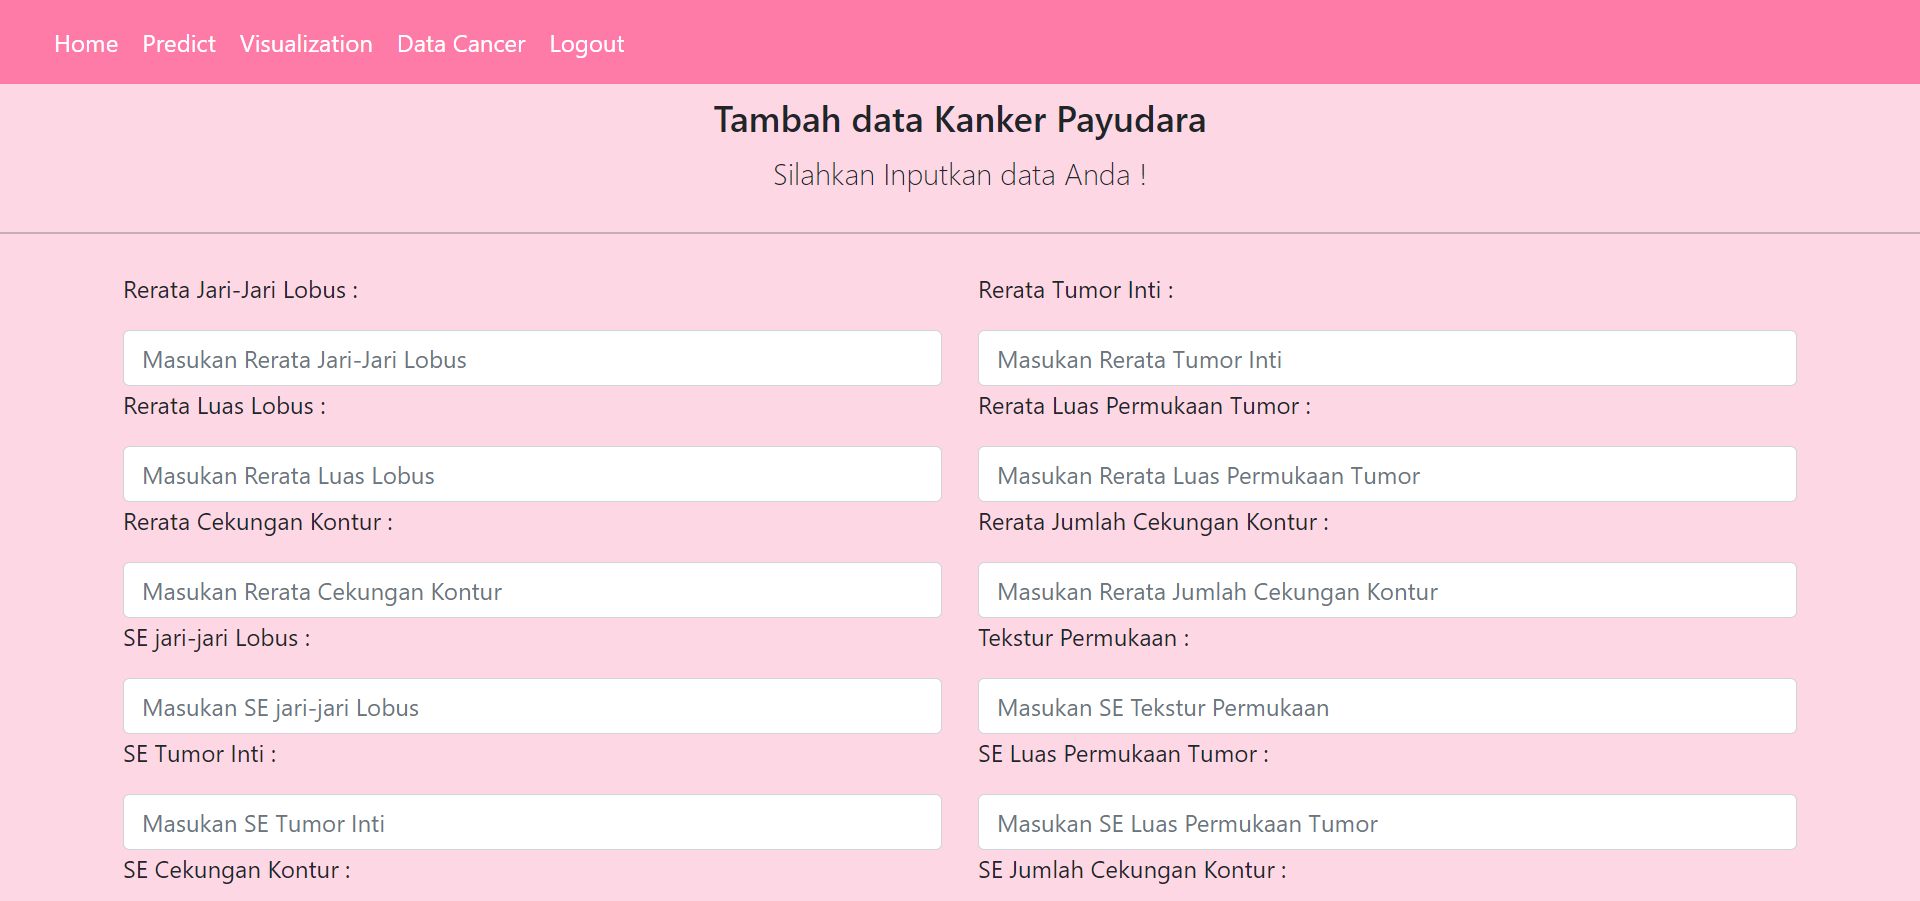 Home Predict Visualization Data Cancer Logout
Tambah data Kanker Payudara
Silahkan Inputkan data Anda !
Rerata Jari-Jari Lobus :
Rerata Tumor Inti :
Masukan Rerata Jari-Jari Lobus
Masukan Rerata Tumor Inti
Rerata Luas Lobus :
Rerata Luas Permukaan Tumor :
Masukan Rerata Luas Lobus
Masukan Rerata Luas Permukaan Tumor
Rerata Cekungan Kontur :
Rerata Jumlah Cekungan Kontur :
Masukan Rerata Cekungan Kontur
Masukan Rerata Jumlah Cekungan Kontur
SE jari-jari Lobus :
Tekstur Permukaan :
Masukan SE jari-jari Lobus
Masukan SE Tekstur Permukaan
SE Tumor Inti :
SE Luas Permukaan Tumor :
Masukan SE Tumor Inti
Masukan SE Luas Permukaan Tumor
SE Cekungan Kontur :
SE Jumlah Cekungan Kontur :